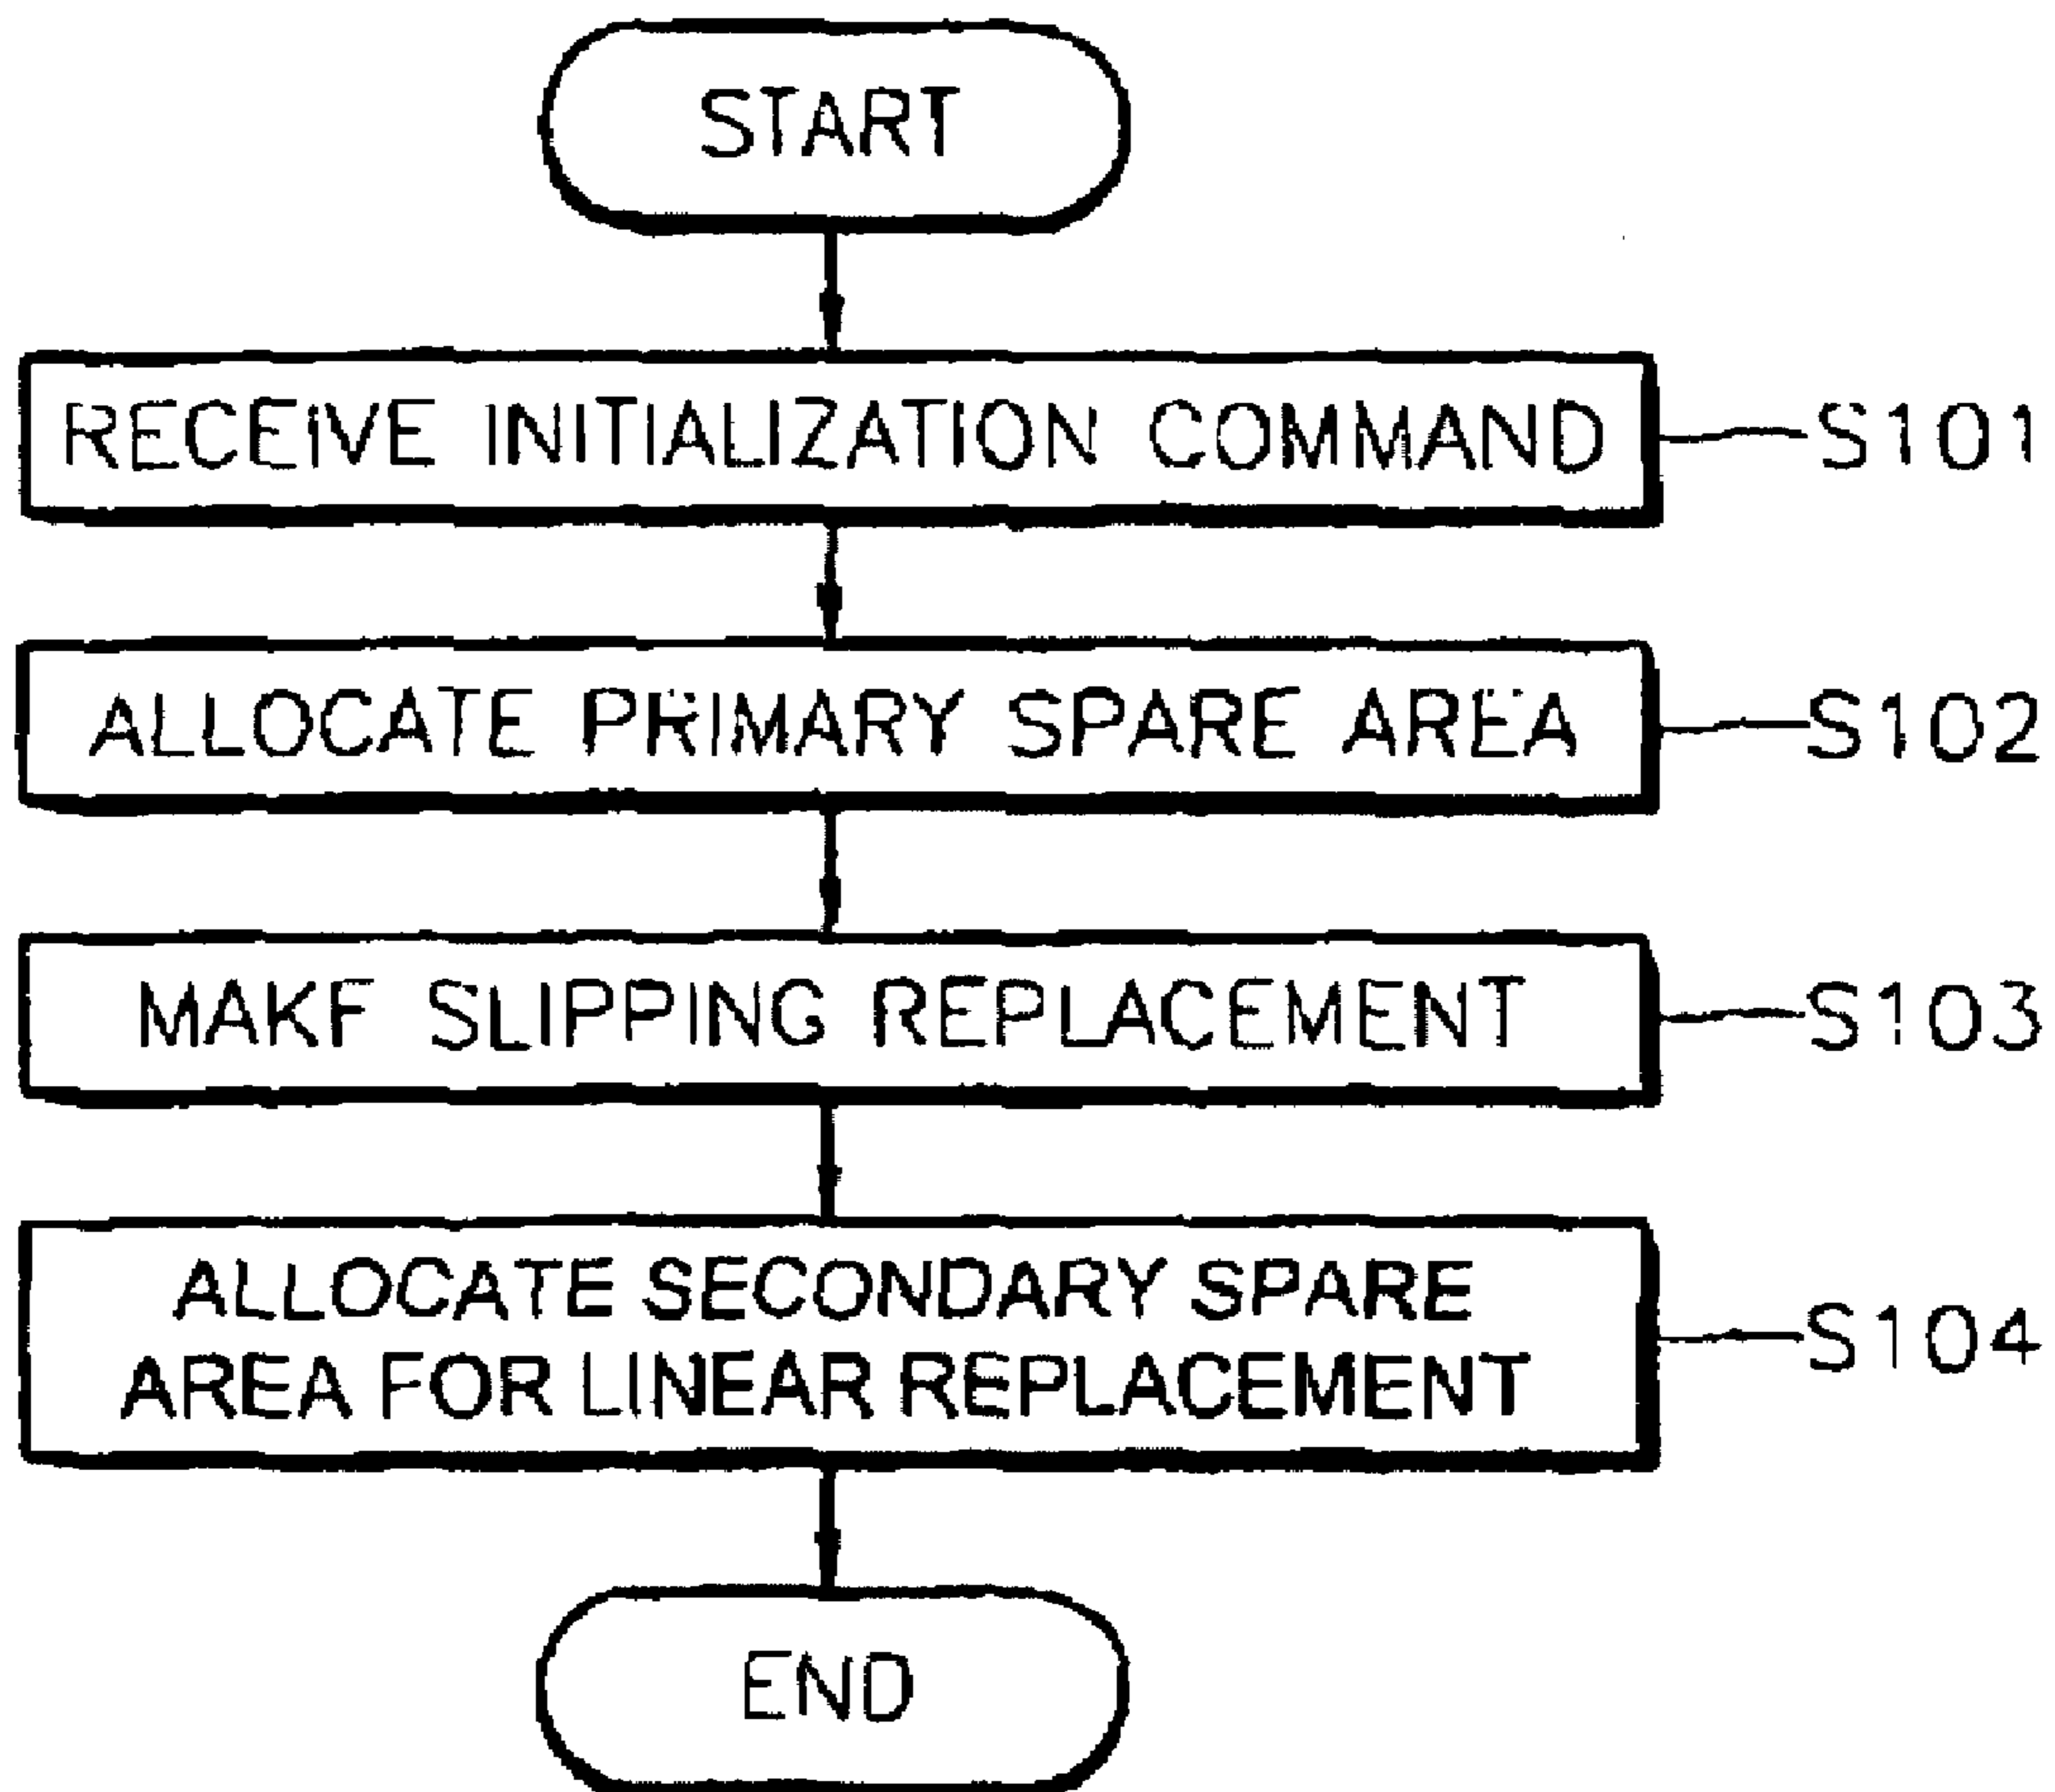 START
RECEIVE INITIALIZATION COMMAND
S101
ALLOCATE PRIMARY SPARE AREA
S102
MAKF SLIPPING REPLACEMENT
S103
ALLOCATE SECONDARY SPARE
AREA FOR LINEAR REPLACEMENT
S104
END